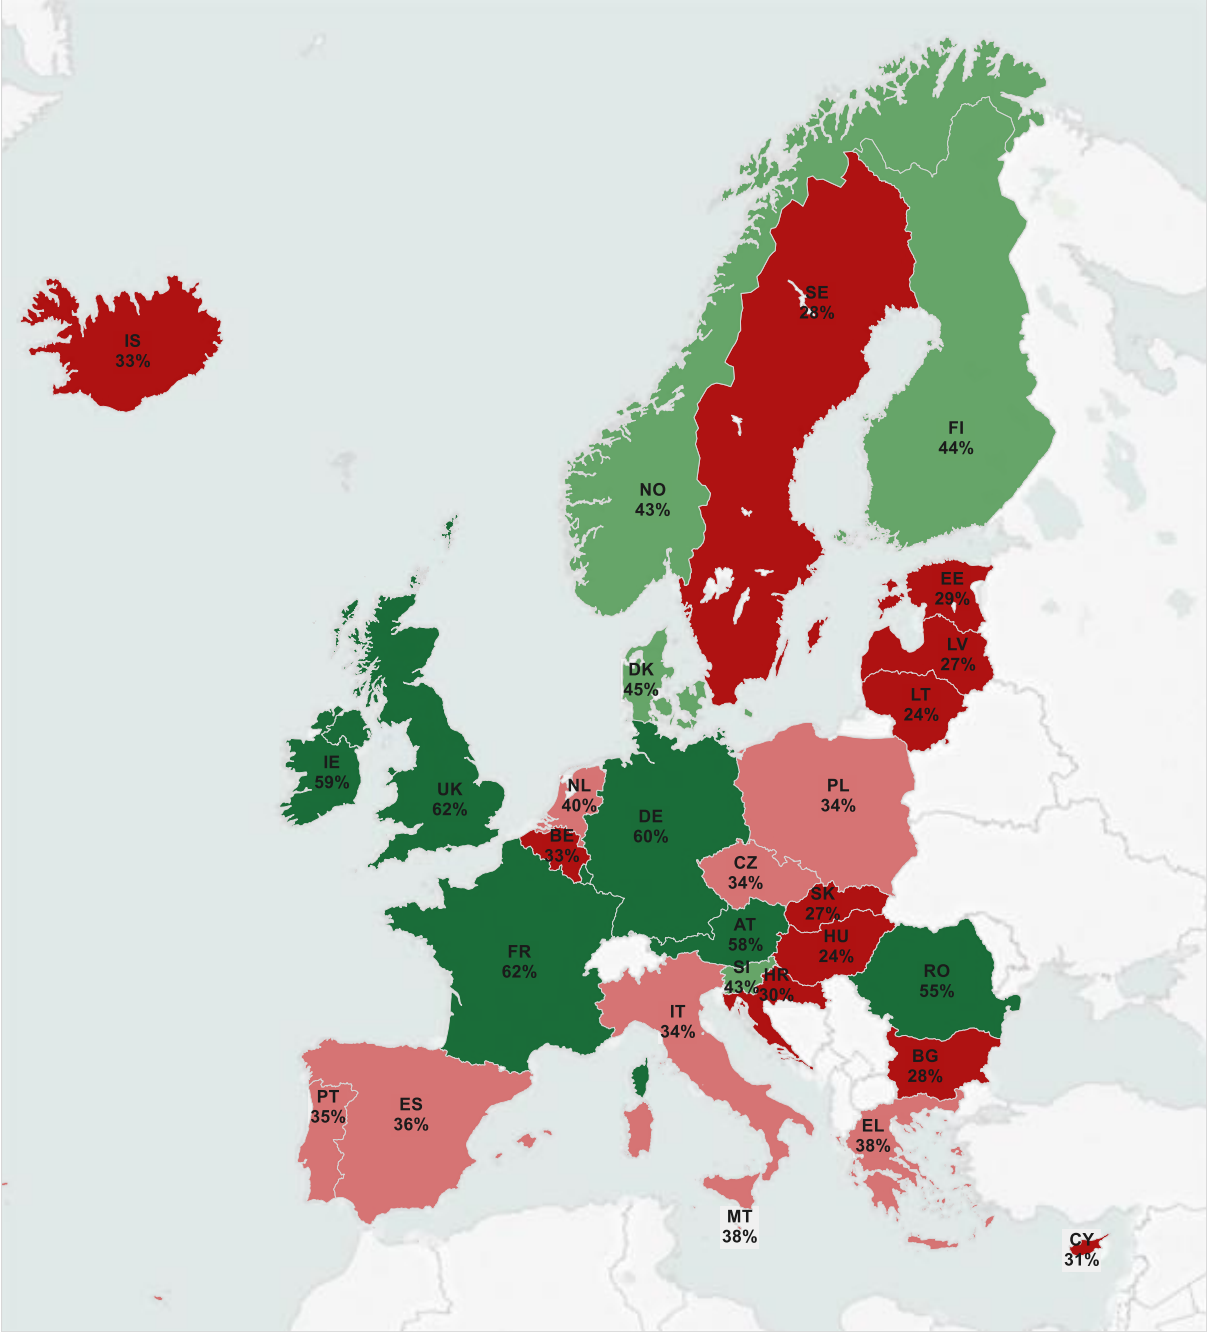 SE
28%
IS
33%
FI
44%
NO
43%
EE
29%
LV
27%
DK
45%
LT
24%
IE
59%
UK
62%
NL
40%
PL
34%
DE
60%
BE
33%
CZ
34%
SK
27%
AT
58%
HU
24%
FR
62%
SI
43%
HR
30%
RO
55%
IT
34%
BG
28%
PT
35%
ES
36%
EL
38%
MT
38%
CY
31%